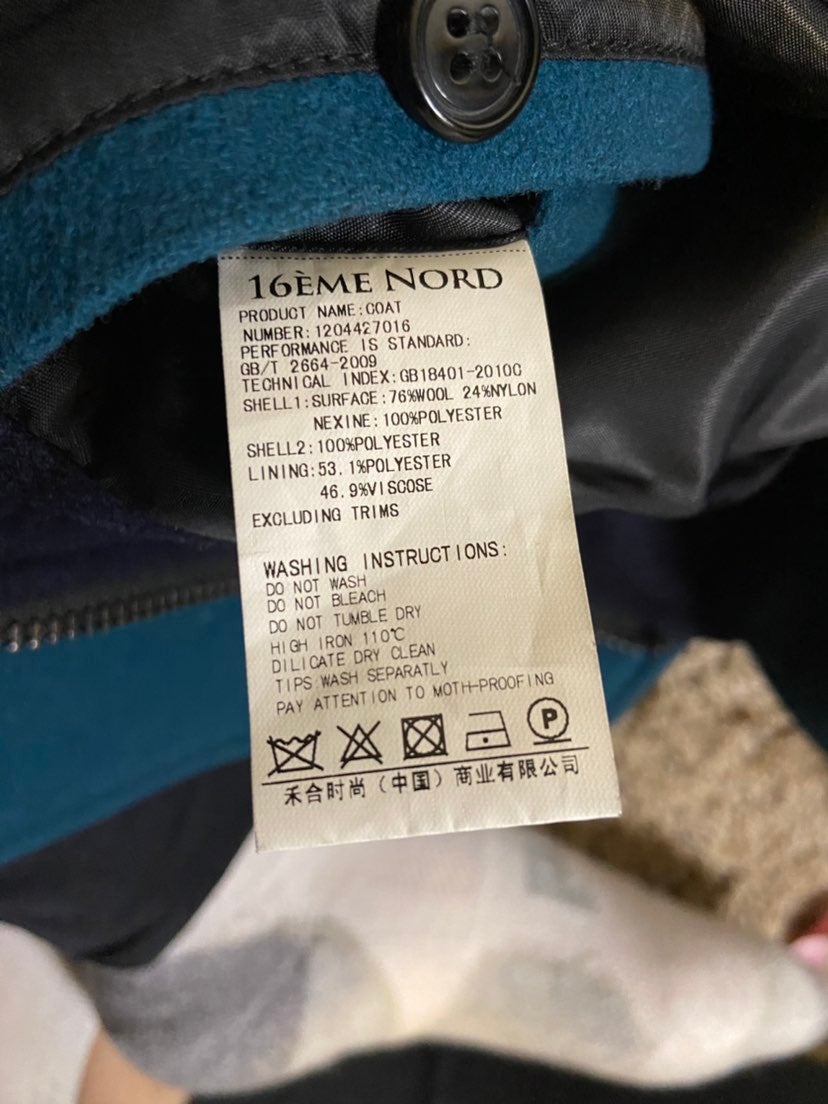 16ÈME NORD
PRODUCT NAME:COAT
NUMBER:1204427016
PERFORMANCE IS STANDARD:
GB/T 2664-2009
TECHNICAL INDEX:GB18401-2010C
SHELL1:SURFACE:76%WOOL 24%NYLON
NEXINE:100%POLYESTER
SHELL2:100%POLYESTER
LINING:53.1%POLYESTER
46.9%VISCOSE
EXCLUDING TRIMS
WASHING INSTRUCTIONS:
DO NOT WASH
DO NOT BLEACH
DO NOT TUMBLE DRY
HIGH IRON 110℃
DILICATE DRY CLEAN
TIPS WASH SEPARATLY
PAY ATTENTION TO MOTH-PROOFING
P
禾合时尚（中国）商业有限公司